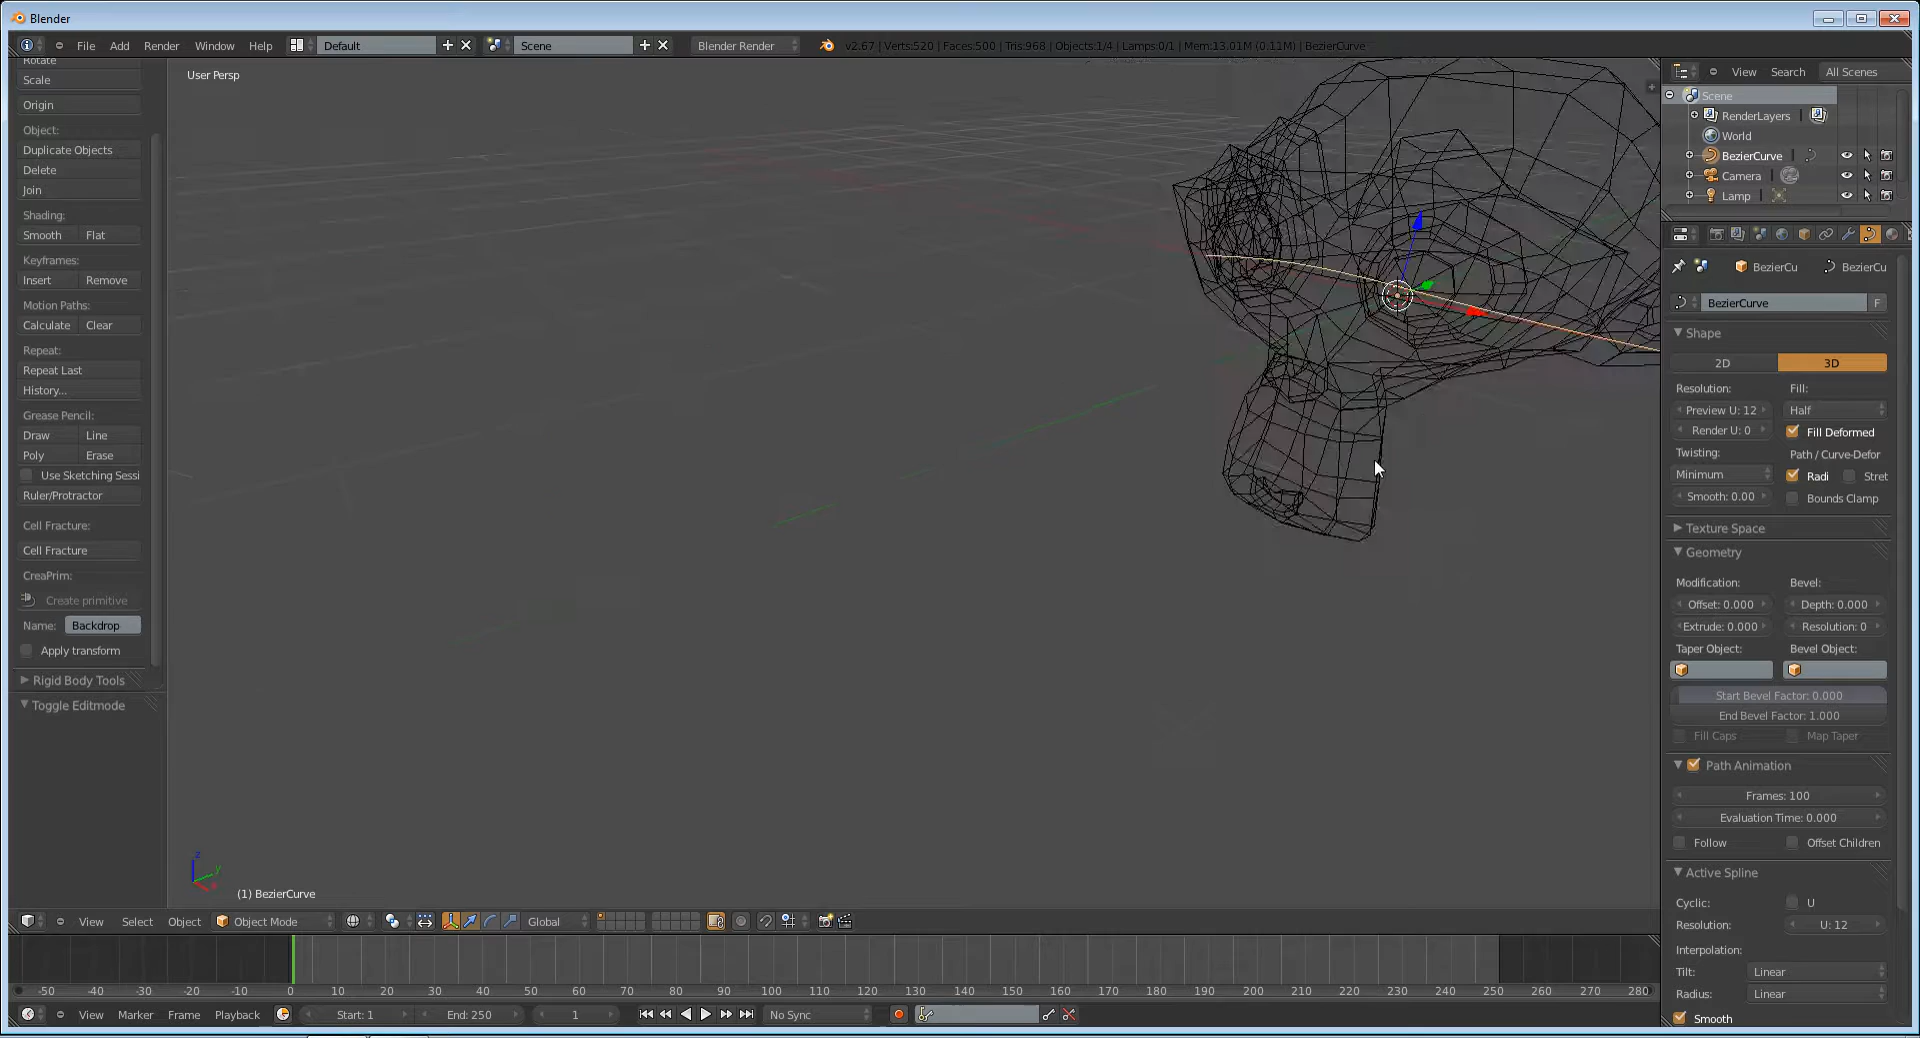 Blender
File Add Render Window Help Default Scene Blender Render v2.67 | Verts:520 | Faces:500 | Tris:968 | Objects:1/4 | Lamps:0/1 | Mem:13.01M (0.11M) | BezierCurve
Rotate
Scale
Origin
Object:
Duplicate Objects
Delete
Join
Shading:
Smooth Flat
Keyframes:
Insert Remove
Motion Paths:
Calculate Clear
Repeat:
Repeat Last
History...
Grease Pencil:
Draw Line
Poly Erase
Use Sketching Sessi
Ruler/Protractor
Cell Fracture:
Cell Fracture
CreaPrim:
Create primitive
Name: Backdrop
Apply transform
Rigid Body Tools
Toggle Editmode
User Persp
z
y
x
(1) BezierCurve
View Search All Scenes
Scene
RenderLayers
World
BezierCurve
Camera
Lamp
BezierCu BezierCu
BezierCurve F
Shape
2D 3D
Resolution: Fill:
Preview U: 12 Half
Render U: 0 Fill Deformed
Twisting: Path / Curve-Defor
Minimum Radi Stret
Smooth: 0.00 Bounds Clamp
Texture Space
Geometry
Modification: Bevel:
Offset: 0.000 Depth: 0.000
Extrude: 0.000 Resolution: 0
Taper Object: Bevel Object:
Start Bevel Factor: 0.000
End Bevel Factor: 1.000
Fill Caps Map Taper
Path Animation
Frames: 100
Evaluation Time: 0.000
Follow Offset Children
Active Spline
Cyclic: U
Resolution: U: 12
Interpolation:
Tilt: Linear
Radius: Linear
Smooth
View Select Object Object Mode Global
-50 -40 -30 -20 -10 0 10 20 30 40 50 60 70 80 90 100 110 120 130 140 150 160 170 180 190 200 210 220 230 240 250 260 270 280
View Marker Frame Playback Start: 1 End: 250 1 No Sync